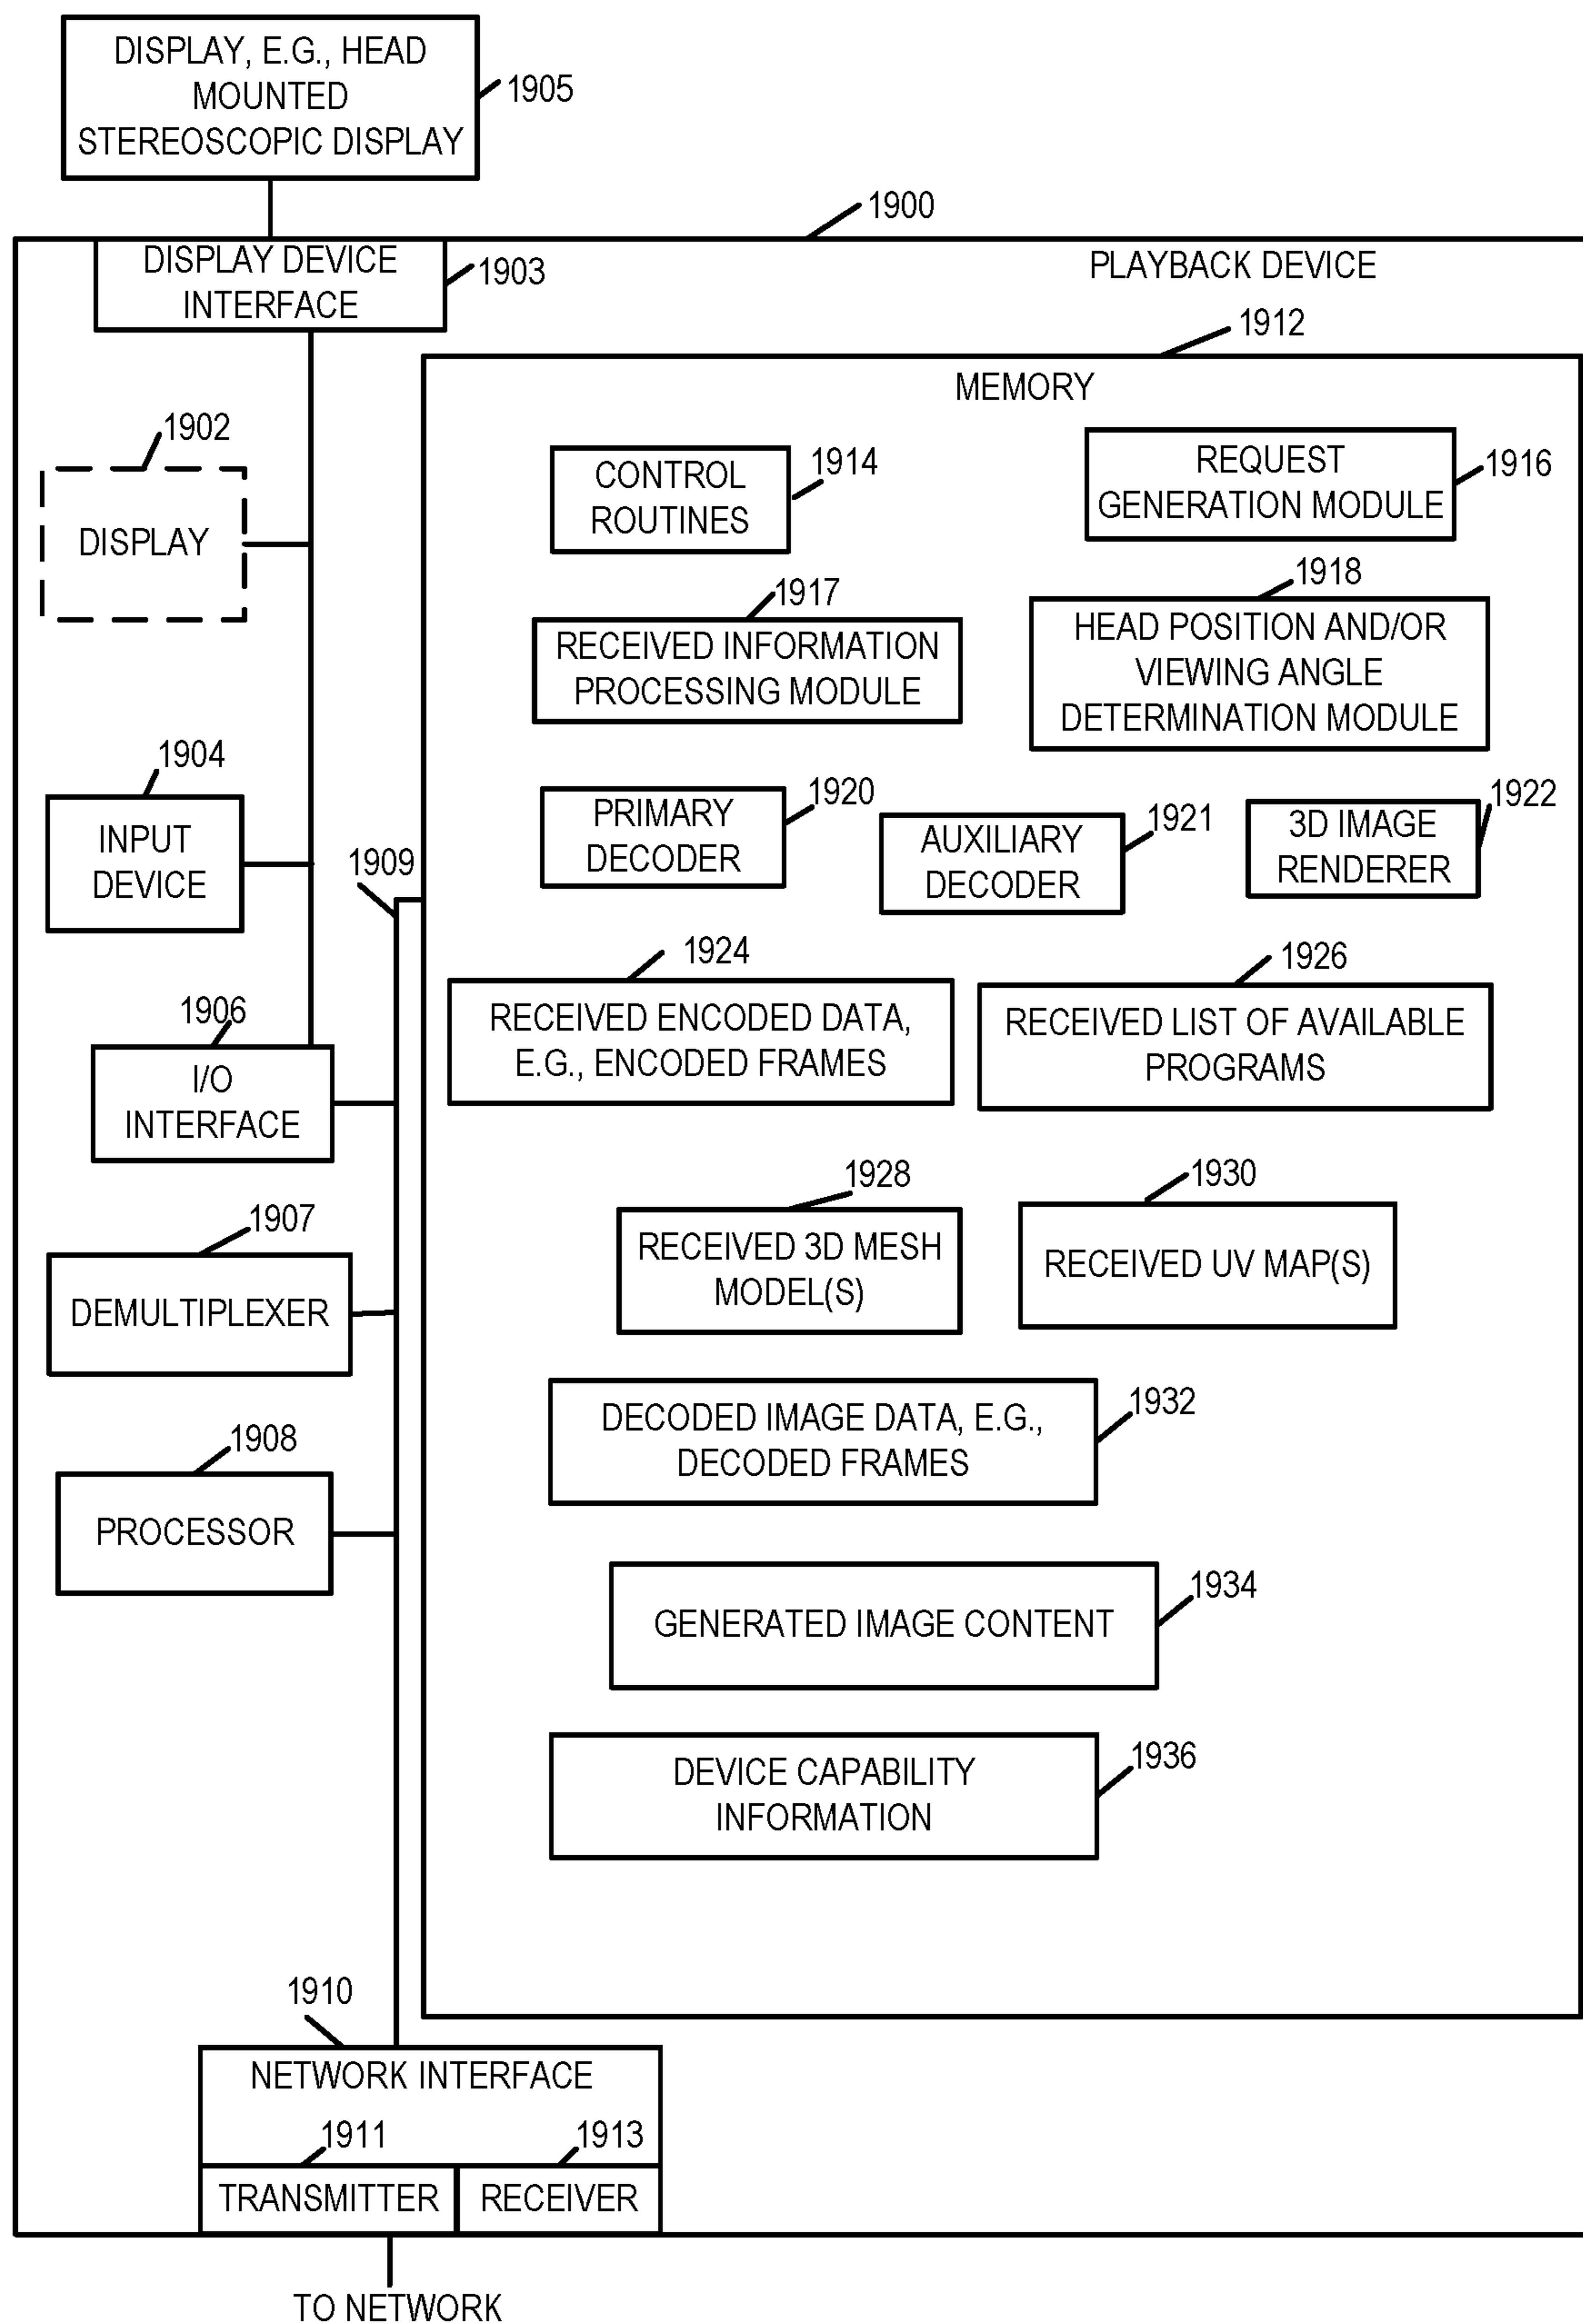 DISPLAY, E.G., HEAD
MOUNTED
STEREOSCOPIC DISPLAY
1905
1900
DISPLAY DEVICE
INTERFACE
1903
PLAYBACK DEVICE
1912
MEMORY
1902
DISPLAY
CONTROL
ROUTINES
1914
REQUEST
GENERATION MODULE
1916
1917
RECEIVED INFORMATION
PROCESSING MODULE
1918
HEAD POSITION AND/OR
VIEWING ANGLE
DETERMINATION MODULE
1904
INPUT
DEVICE
1909
PRIMARY
DECODER
1920
AUXILIARY
DECODER
1921
3D IMAGE
RENDERER
1922
1924
RECEIVED ENCODED DATA,
E.G., ENCODED FRAMES
1926
RECEIVED LIST OF AVAILABLE
PROGRAMS
1906
I/O
INTERFACE
1928
RECEIVED 3D MESH
MODEL(S)
1930
RECEIVED UV MAP(S)
1907
DEMULTIPLEXER
DECODED IMAGE DATA, E.G.,
DECODED FRAMES
1932
1908
PROCESSOR
GENERATED IMAGE CONTENT
1934
DEVICE CAPABILITY
INFORMATION
1936
1910
NETWORK INTERFACE
1911
1913
TRANSMITTER
RECEIVER
TO NETWORK